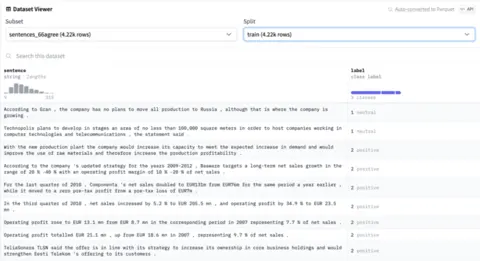 Dataset Viewer
Auto-converted to Parquet
API
Subset
Split
sentences_66agree (4.22k rows)
train (4.22k rows)
Search this dataset
sentence
label
string · lengths
class label
3 classes
According to Gran , the company has no plans to move all production to Russia , although that is where the company is
growing .
1 neutral
Technopolis plans to develop in stages an area of no less than 100,000 square meters in order to host companies working in
computer technologies and telecommunications , the statement said .
1 neutral
With the new production plant the company would increase its capacity to meet the expected increase in demand and would
improve the use of raw materials and therefore increase the production profitability .
2 positive
According to the company 's updated strategy for the years 2009-2012 , Basware targets a long-term net sales growth in the
range of 20 % -40 % with an operating profit margin of 10 % -20 % of net sales .
2 positive
For the last quarter of 2010 , Componenta 's net sales doubled to EUR131m from EUR76m for the same period a year earlier ,
while it moved to a zero pre-tax profit from a pre-tax loss of EUR7m .
2 positive
In the third quarter of 2010 , net sales increased by 5.2 % to EUR 205.5 mn , and operating profit by 34.9 % to EUR 23.5
mn .
2 positive
Operating profit rose to EUR 13.1 mn from EUR 8.7 mn in the corresponding period in 2007 representing 7.7 % of net sales .
2 positive
Operating profit totalled EUR 21.1 mn , up from EUR 18.6 mn in 2007 , representing 9.7 % of net sales .
2 positive
TeliaSonera TLSN said the offer is in line with its strategy to increase its ownership in core business holdings and would
strengthen Eesti Telekom 's offering to its customers .
2 positive